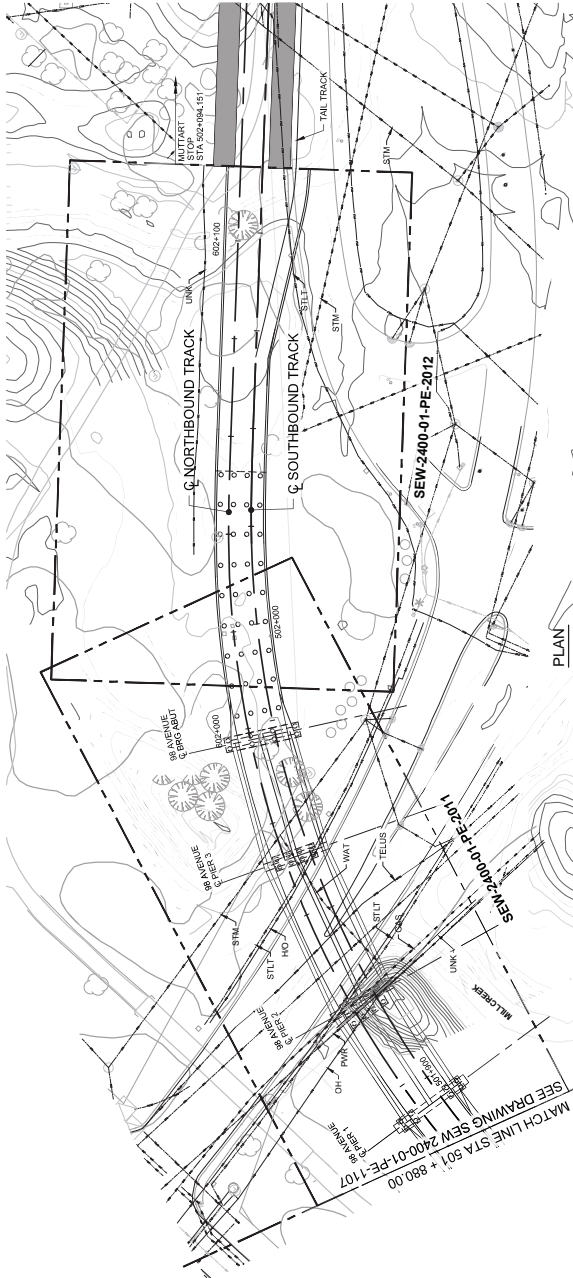 MUTTART
STOP
STA 502+094.151
TAIL TRACK
STM
UNK
602+100
STLT
STM
℄ NORTHBOUND TRACK
℄ SOUTHBOUND TRACK
SEW-2400-01-PE-2012
502+000
602+000
98 AVENUE
℄ BRG ABUT
PLAN
98 AVENUE
℄ PIER 3
WAT
TELUS
STM
STLT
H/O
STLT
GAS
SEW-2400-01-PE-2011
UNK
98 AVENUE
℄ PIER 2
PWR
OH
MILLCREEK
501+900
98 AVENUE
℄ PIER 1
MATCH LINE STA 501 + 880.00
SEE DRAWING SEW 2400-01-PE-1107